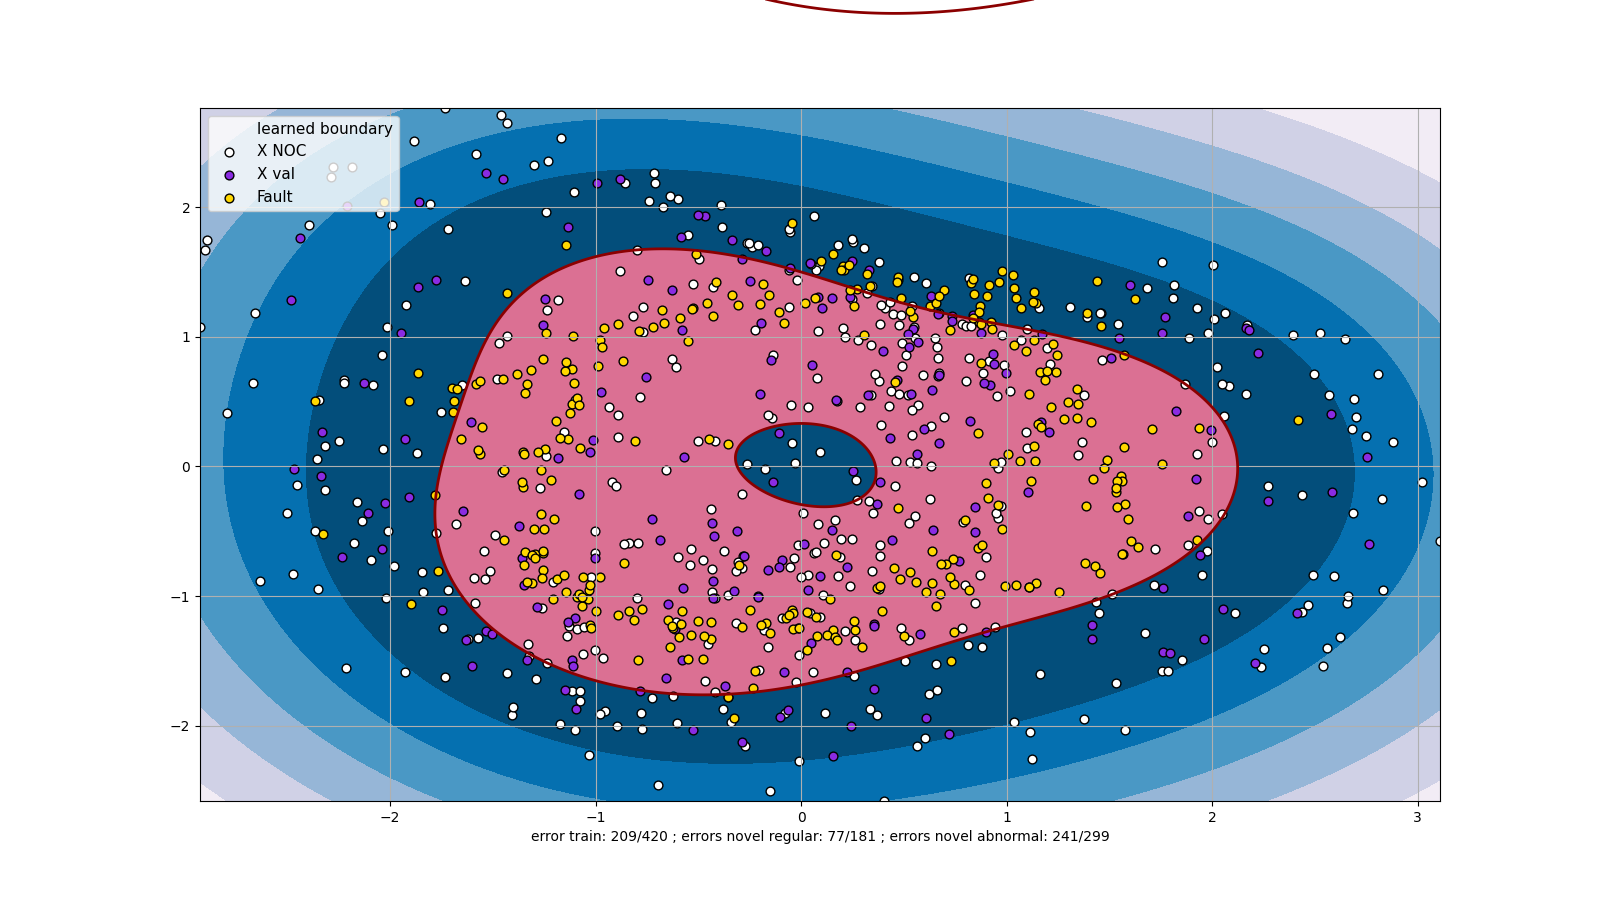 learned boundary
X NOC
X val
Fault
2
1
0
−1
−2
−2 −1 0 1 2 3
error train: 209/420 ; errors novel regular: 77/181 ; errors novel abnormal: 241/299